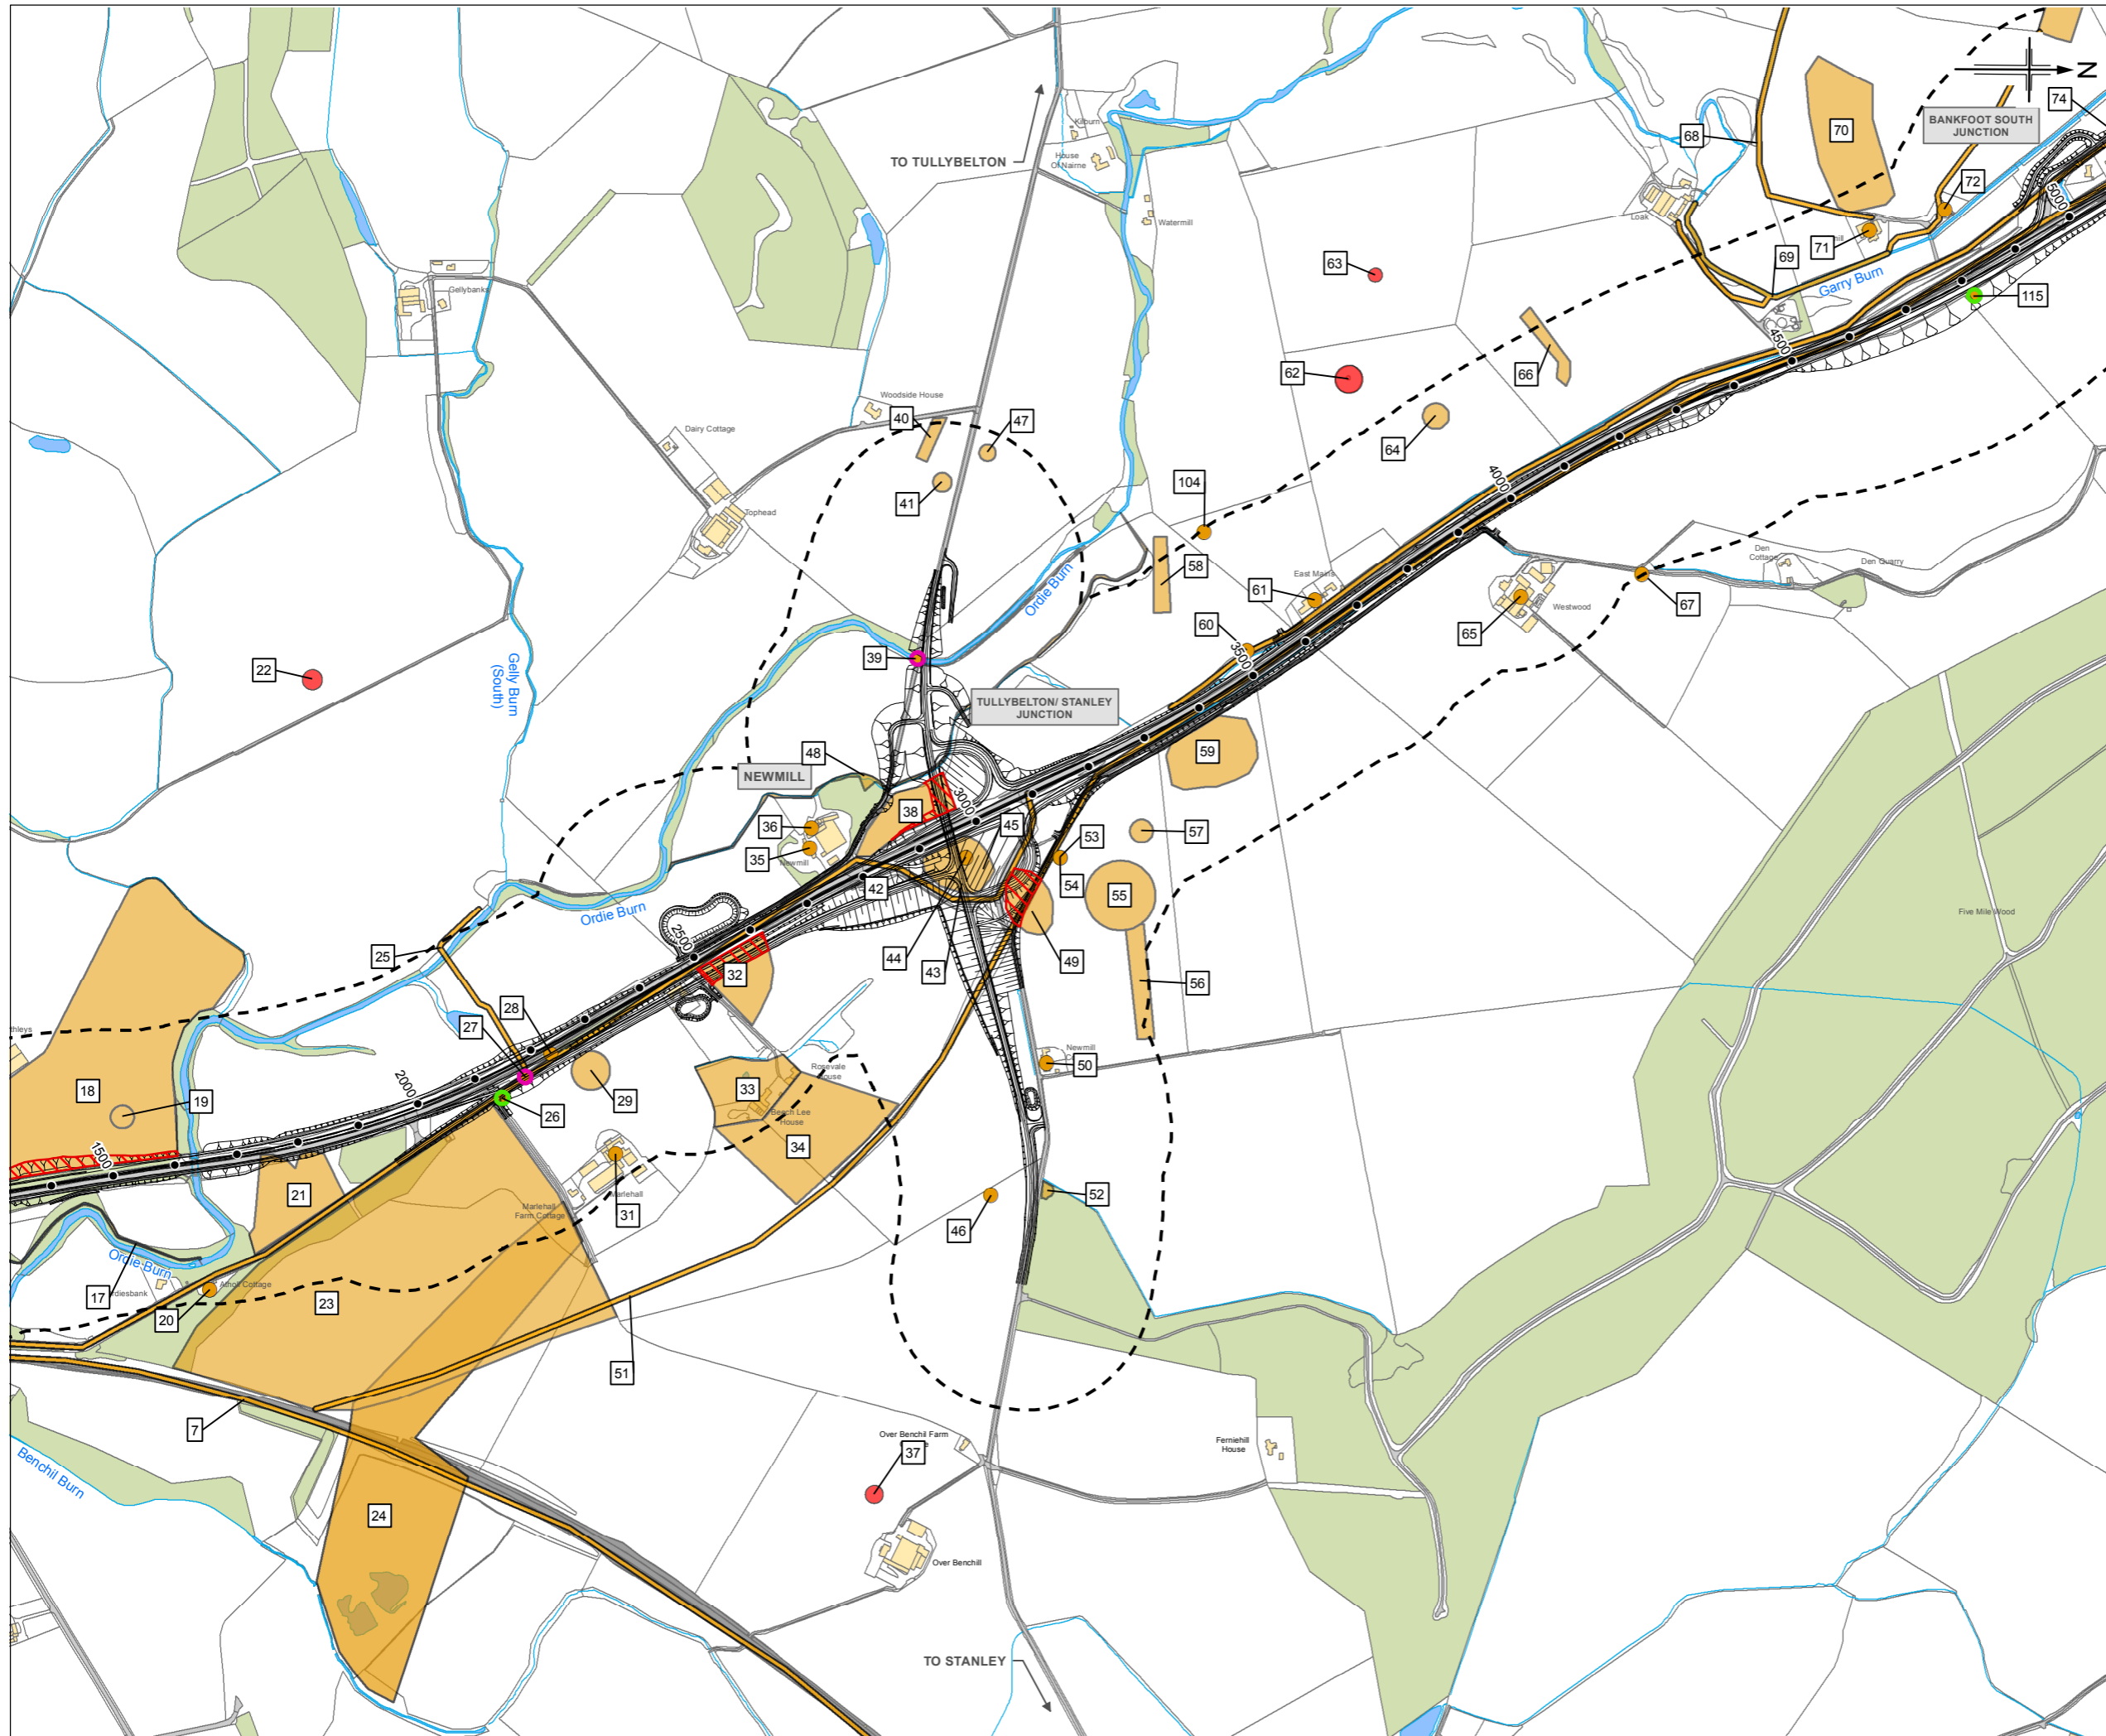 N
74
BANKFOOT SOUTH
JUNCTION
68
70
Kilburn
TO TULLYBELTON
House
Of Nairne
72
5000
Loak
Watermill
71
69
63
Garry Burn
115
Gellybanks
4500
62
66
Woodside House
40
47
64
Dairy Cottage
41
104
4000
Tophead
Den
Cottage
Den Quarry
58
East Mains
61
Ordie Burn
67
Westwood
65
60
3500
39
22
Gelly Burn
(South)
TULLYBELTON/ STANLEY
JUNCTION
59
48
NEWMILL
3000
38
45
53
57
36
35
Newmill
42
54
55
Ordie Burn
Five Mile Wood
2500
25
44
43
49
32
56
28
27
thleys
Newmill
50
Rosevale
House
18
19
2000
29
33
26
Beech Lee
House
1500
34
21
31
Marlehall
52
Marlehall
Farm Cottage
46
Ordie Burn
17
Atholl Cottage
rdiesbank
20
23
51
7
Over Benchil Farm
37
Ferniehill
House
Benchil Burn
24
Over Benchill
TO STANLEY